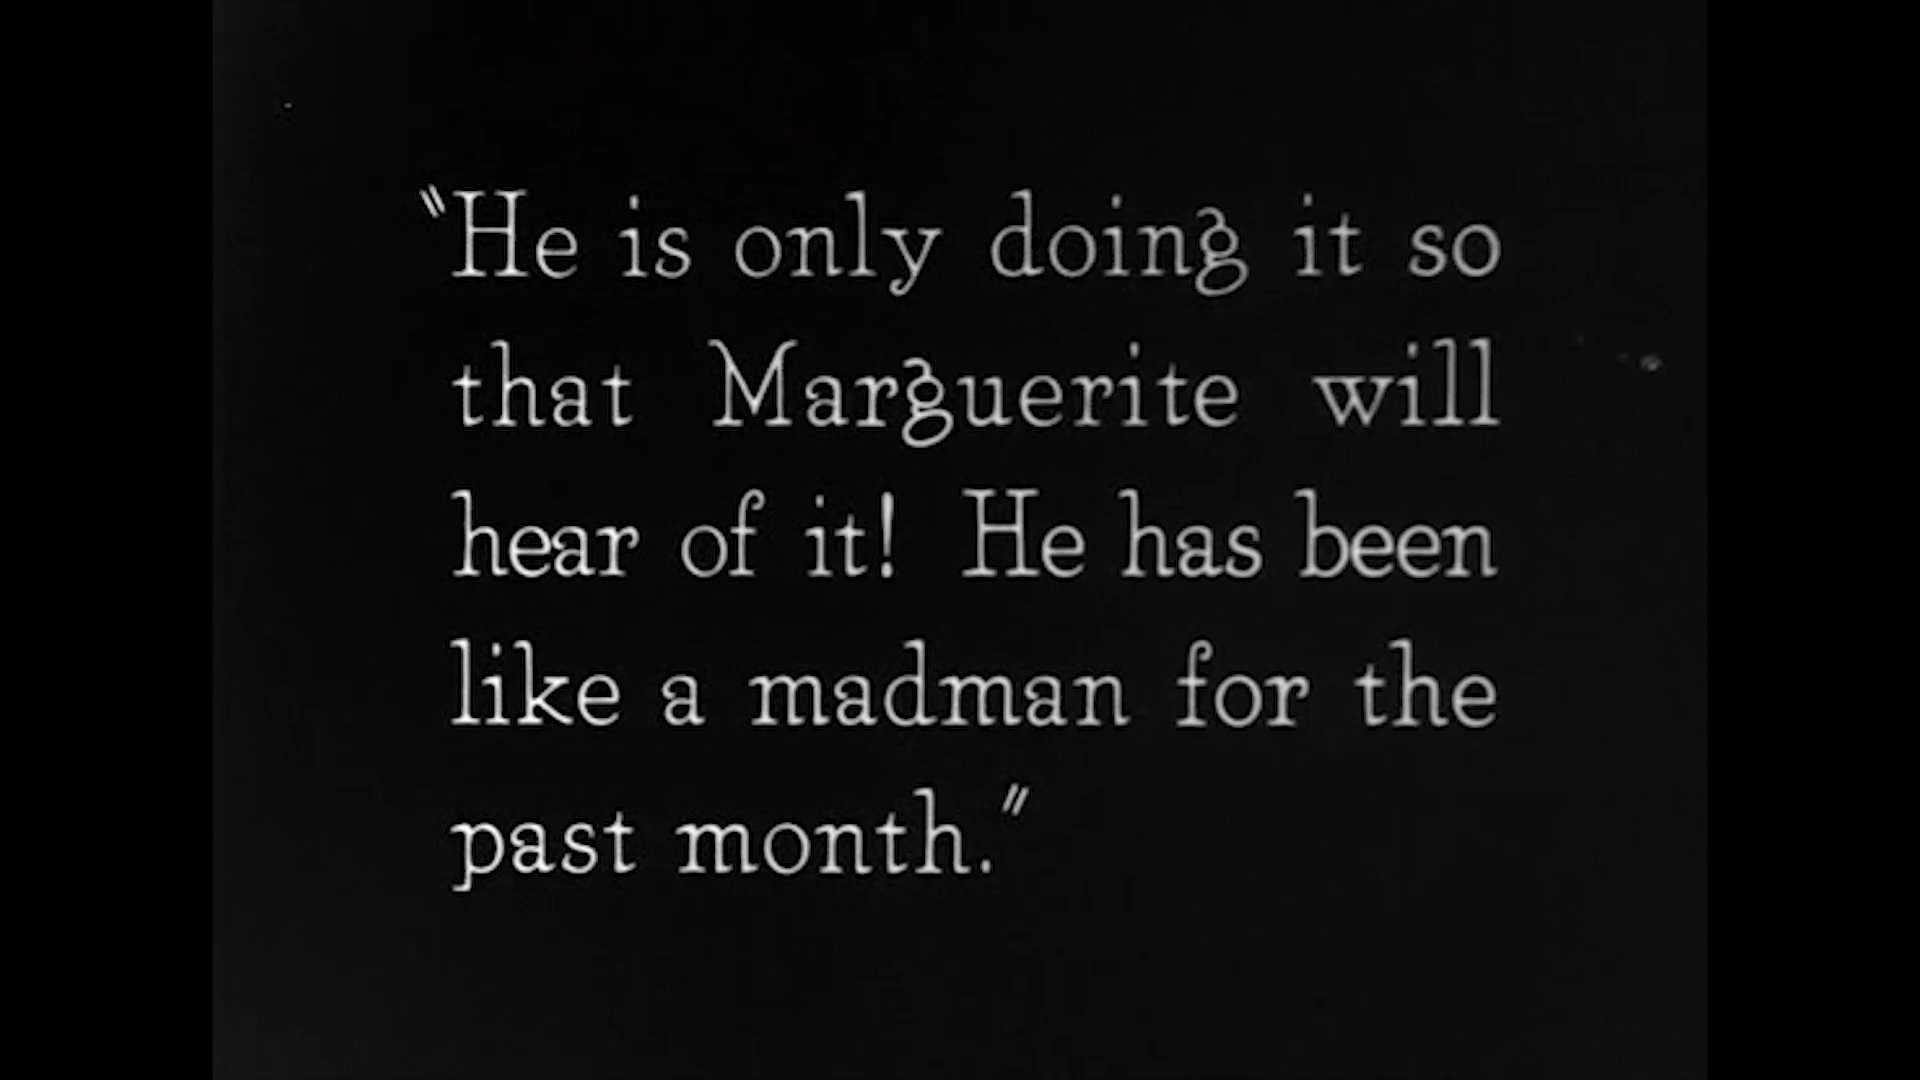 "He is only doing it so
that Marguerite will
hear of it! He has been
like a madman for the
past month."